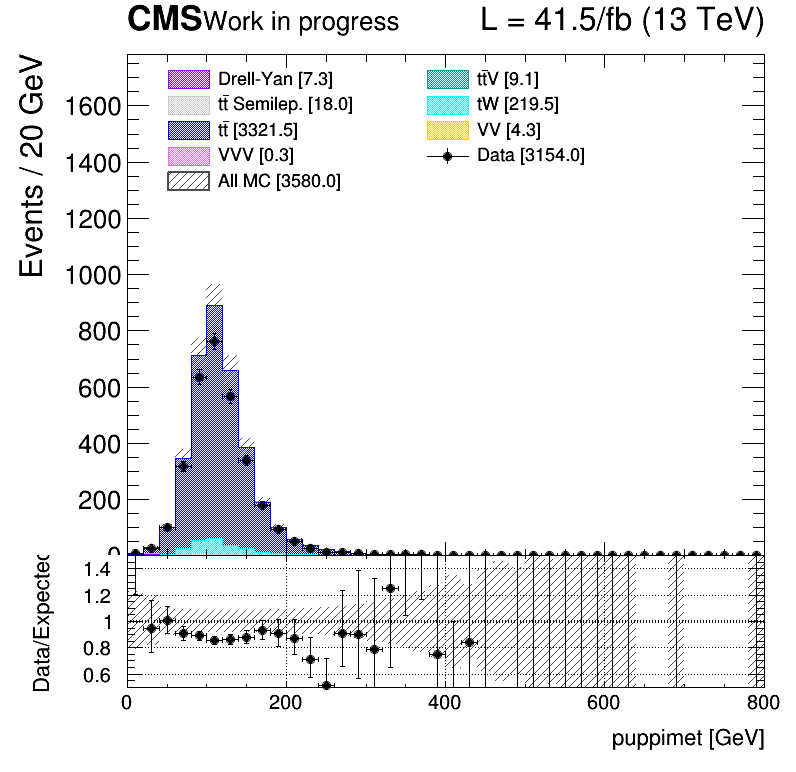 CMS Work in progress L = 41.5/fb (13 TeV)
Events / 20 GeV
Drell-Yan [7.3]
tt̄ Semilep. [18.0]
tt̄ [3321.5]
VVV [0.3]
All MC [3580.0]
tt̄V [9.1]
tW [219.5]
VV [4.3]
Data [3154.0]
1600
1400
1200
1000
800
600
400
200
0
Data/Expected
1.4
1.2
1
0.8
0.6
0 200 400 600 800
puppimet [GeV]